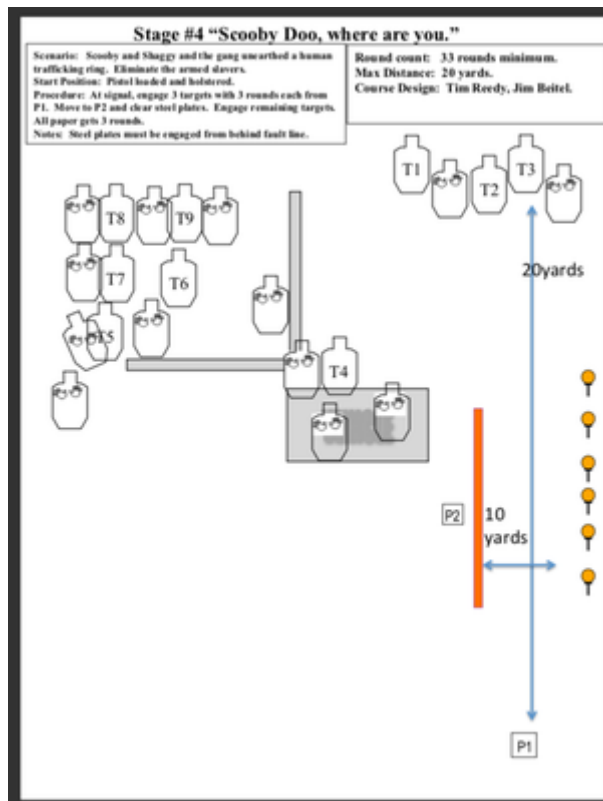 Stage #4 “Scooby Doo, where are you.”
Scenario: Scooby and Shaggy and the gang unearthed a human
trafficking ring. Eliminate the armed slavers.
Start Position: Pistol loaded and holstered.
Procedure: At signal, engage 3 targets with 3 rounds each from
P1. Move to P2 and clear steel plates. Engage remaining targets.
All paper gets 3 rounds.
Notes: Steel plates must be engaged from behind fault line.
Round count: 33 rounds minimum.
Max Distance: 20 yards.
Course Design: Tim Reedy, Jim Beitel.
T1
T2
T3
T8
T9
T7
T6
20yards
T5
T4
P2
10
yards
P1